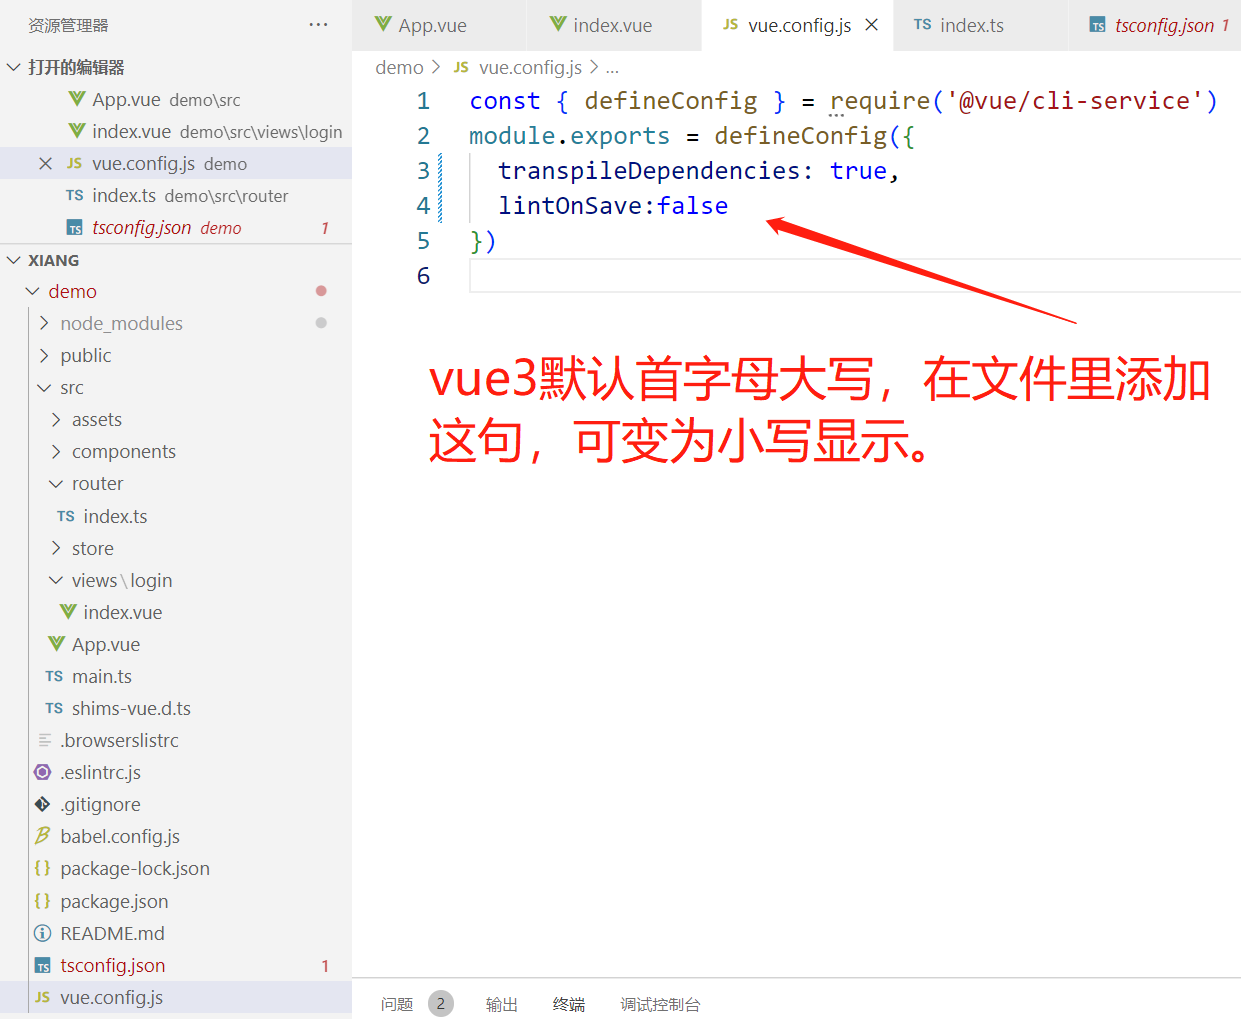 资源管理器 ···
打开的编辑器
App.vue demo\src
index.vue demo\src\views\login
JS vue.config.js demo
TS index.ts demo\src\router
TS tsconfig.json demo 1
XIANG
demo
node_modules
public
src
assets
components
router
TS index.ts
store
views\login
index.vue
App.vue
TS main.ts
TS shims-vue.d.ts
.browserslistrc
.eslintrc.js
.gitignore
babel.config.js
{} package-lock.json
{} package.json
README.md
TS tsconfig.json 1
JS vue.config.js
App.vue index.vue JS vue.config.js TS index.ts TS tsconfig.json 1
demo > JS vue.config.js > ...
1 const { defineConfig } = require('@vue/cli-service')
2 module.exports = defineConfig({
3 transpileDependencies: true,
4 lintOnSave:false
5 })
6
vue3默认首字母大写，在文件里添加
这句，可变为小写显示。
问题 2 输出 终端 调试控制台